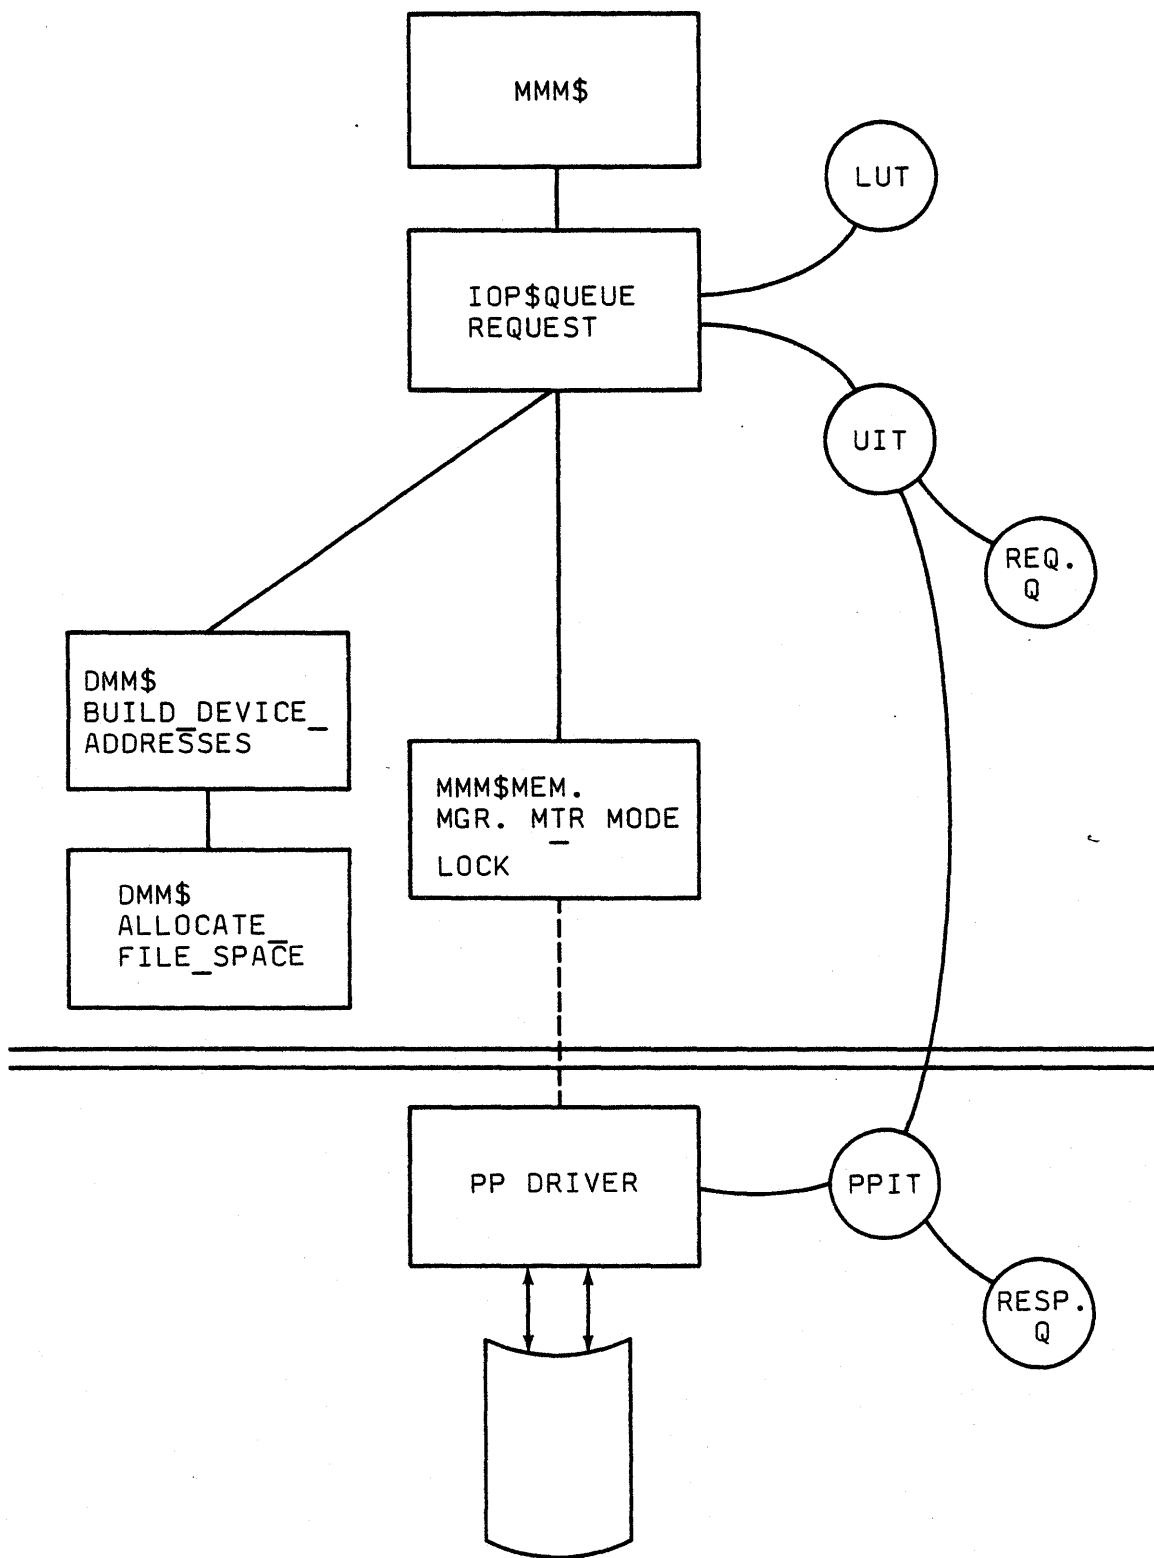 MMM$
LUT
IOP$QUEUE
REQUEST
UIT
REQ.
Q
DMM$
BUILD_DEVICE_
ADDRESSES
MMM$MEM.
MGR. MTR MODE
LOCK
DMM$
ALLOCATE_
FILE_SPACE
PP DRIVER
PPIT
RESP.
Q